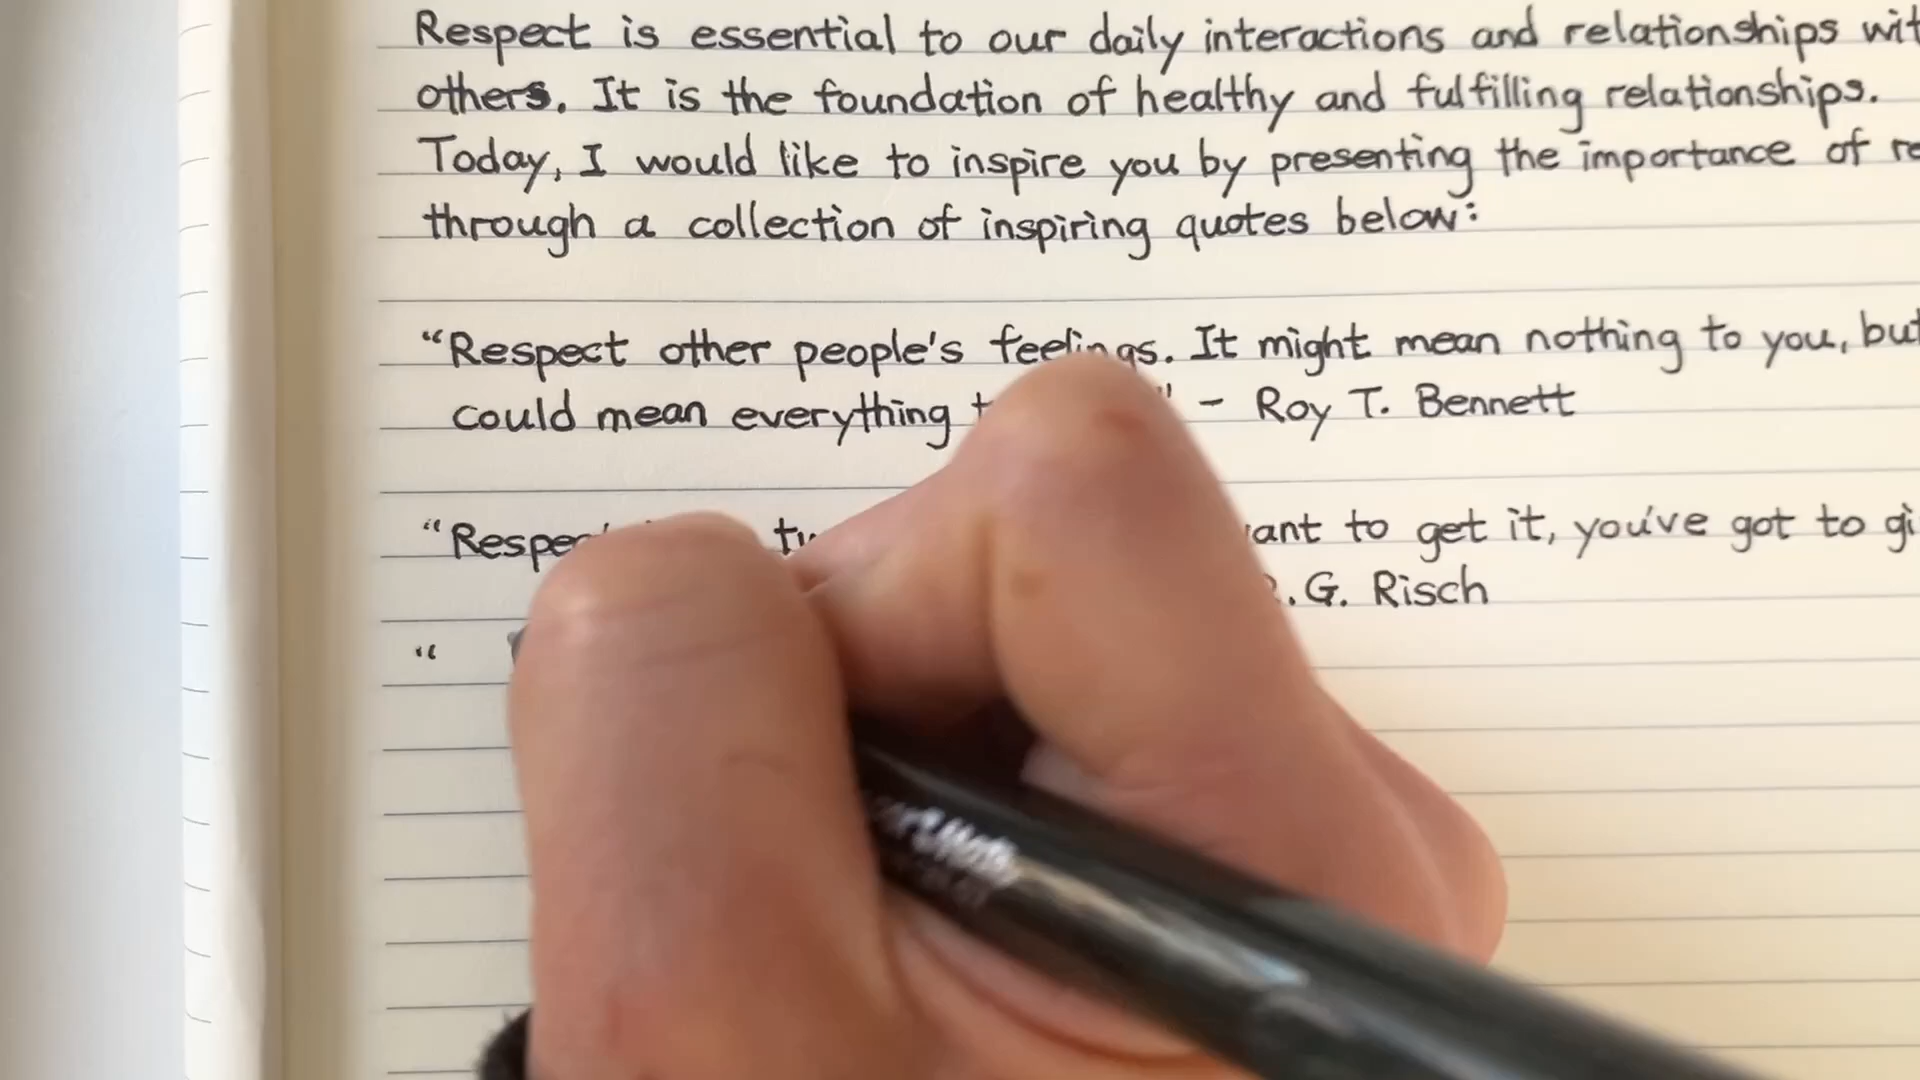 Respect is essential to our daily interactions and relationships wit
others. It is the foundation of healthy and fulfilling relationships.
Today, I would like to inspire you by presenting the importance of re
through a collection of inspiring quotes below:
“Respect other people's feelings. It might mean nothing to you, but
could mean everything " - Roy T. Bennett
“Respec to get it, you've got to gi
.G. Risch
“